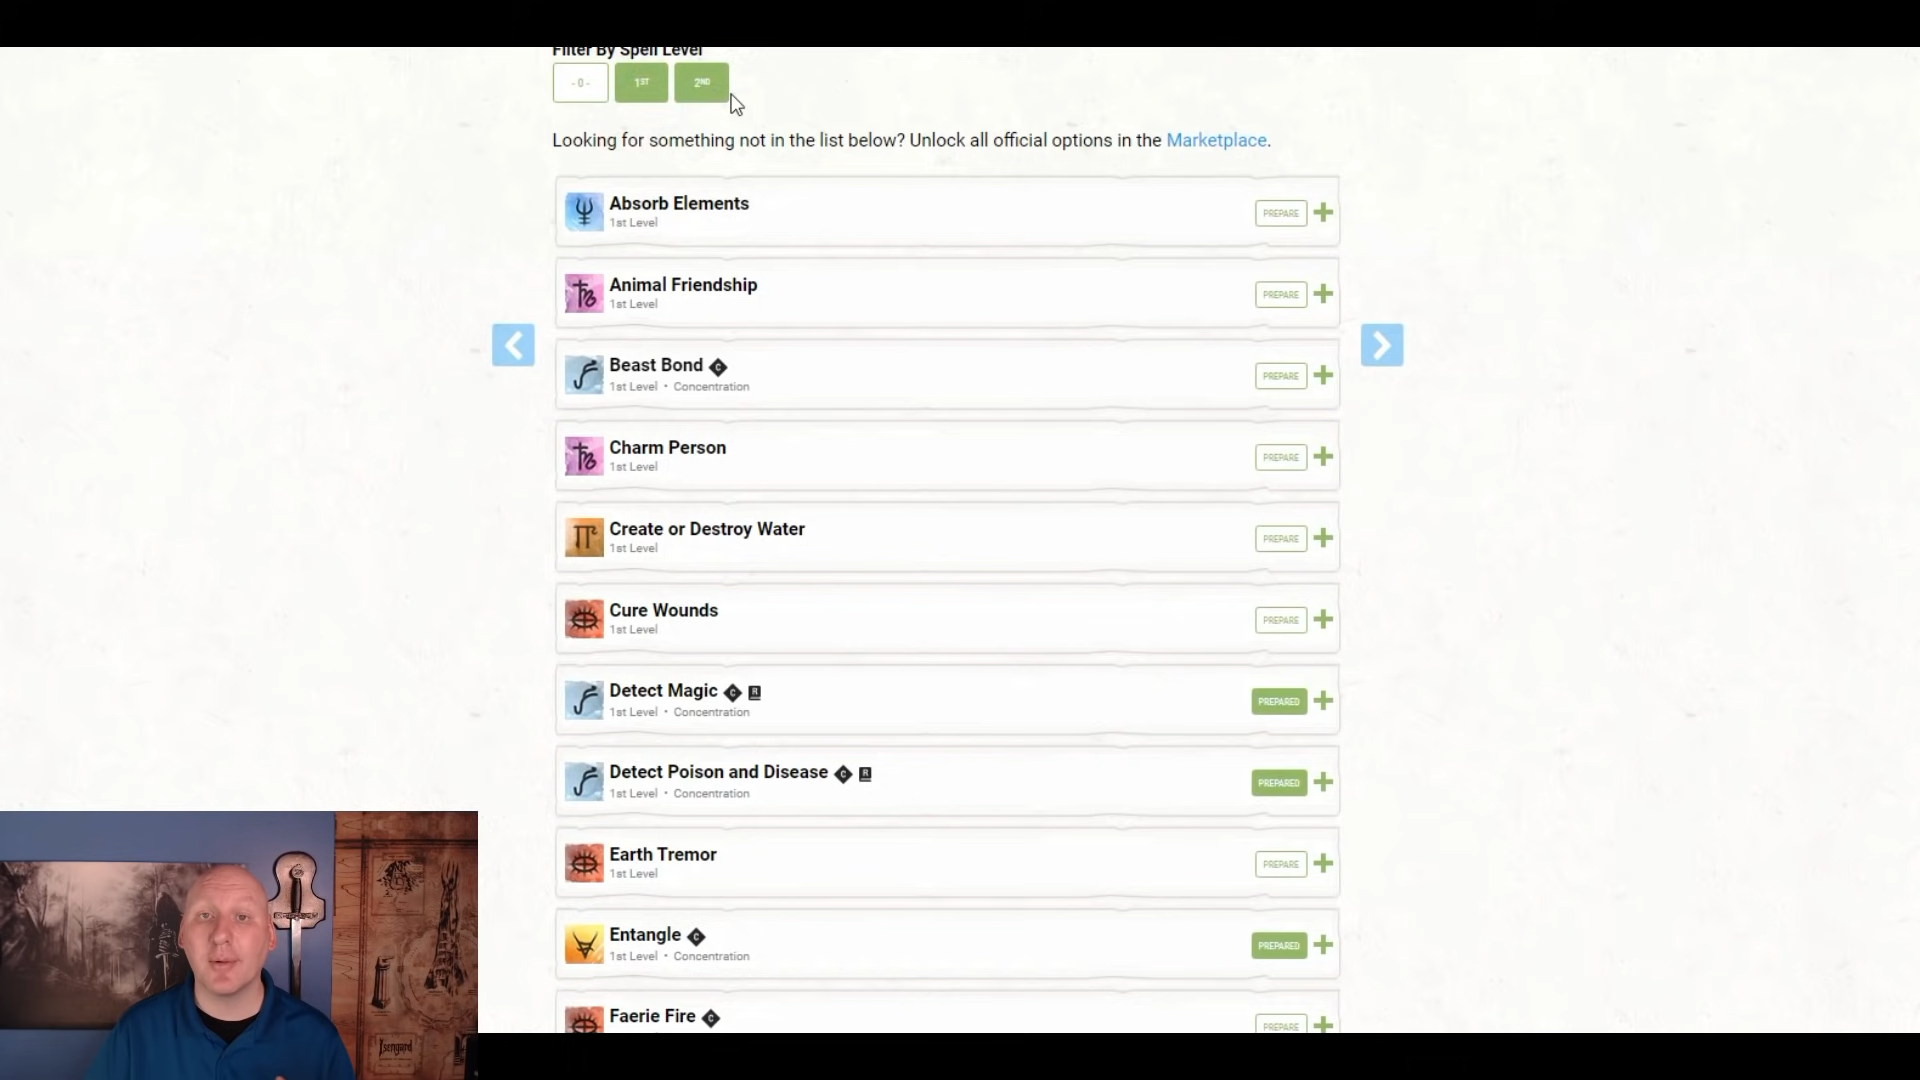 Filter By Spell Level
- 0 -
1ST
2ND
Looking for something not in the list below? Unlock all official options in the Marketplace.
Absorb Elements
1st Level
PREPARE
Animal Friendship
1st Level
PREPARE
Beast Bond C
1st Level • Concentration
PREPARE
Charm Person
1st Level
PREPARE
Create or Destroy Water
1st Level
PREPARE
Cure Wounds
1st Level
PREPARE
Detect Magic C R
1st Level • Concentration
PREPARED
Detect Poison and Disease C R
1st Level • Concentration
PREPARED
Earth Tremor
1st Level
PREPARE
Entangle C
1st Level • Concentration
PREPARED
Faerie Fire C
PREPARE
Isengard